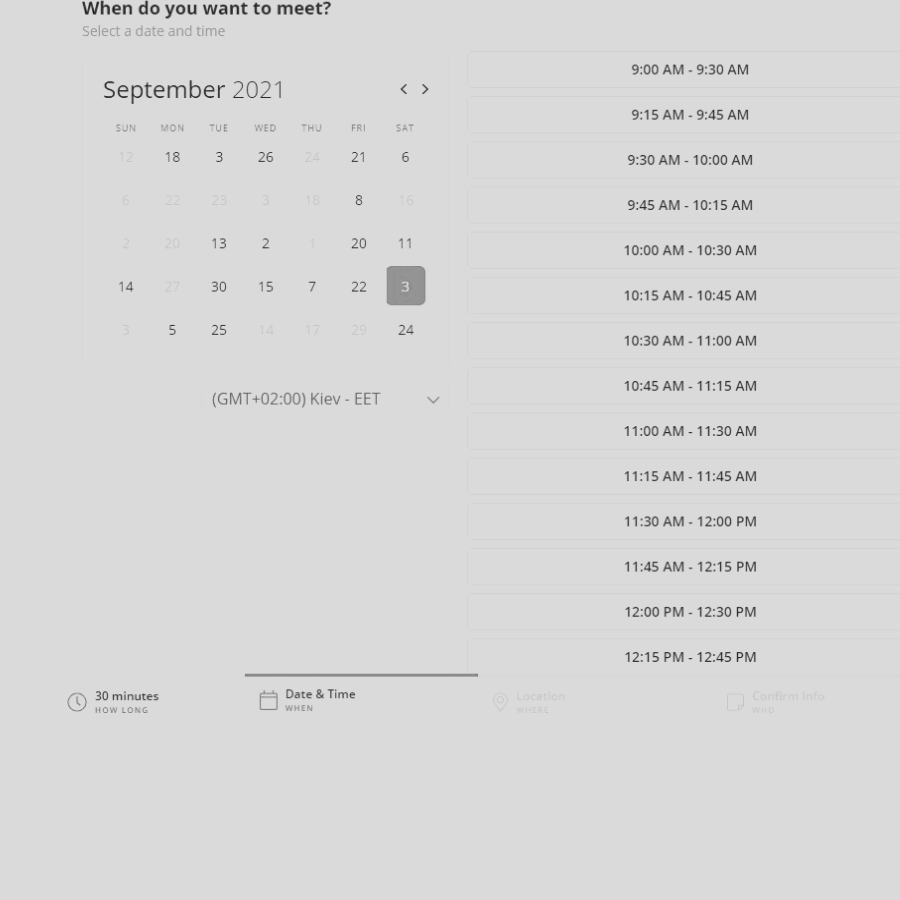 When do you want to meet?
Select a date and time
September 2021
SUN MON TUE WED THU FRI SAT
12 18 3 26 24 21 6
6 22 23 3 18 8 16
2 20 13 2 1 20 11
14 27 30 15 7 22 3
3 5 25 14 17 29 24
(GMT+02:00) Kiev - EET
9:00 AM - 9:30 AM
9:15 AM - 9:45 AM
9:30 AM - 10:00 AM
9:45 AM - 10:15 AM
10:00 AM - 10:30 AM
10:15 AM - 10:45 AM
10:30 AM - 11:00 AM
10:45 AM - 11:15 AM
11:00 AM - 11:30 AM
11:15 AM - 11:45 AM
11:30 AM - 12:00 PM
11:45 AM - 12:15 PM
12:00 PM - 12:30 PM
12:15 PM - 12:45 PM
30 minutes
HOW LONG
Date & Time
WHEN
Location
WHERE
Confirm Info
WHO